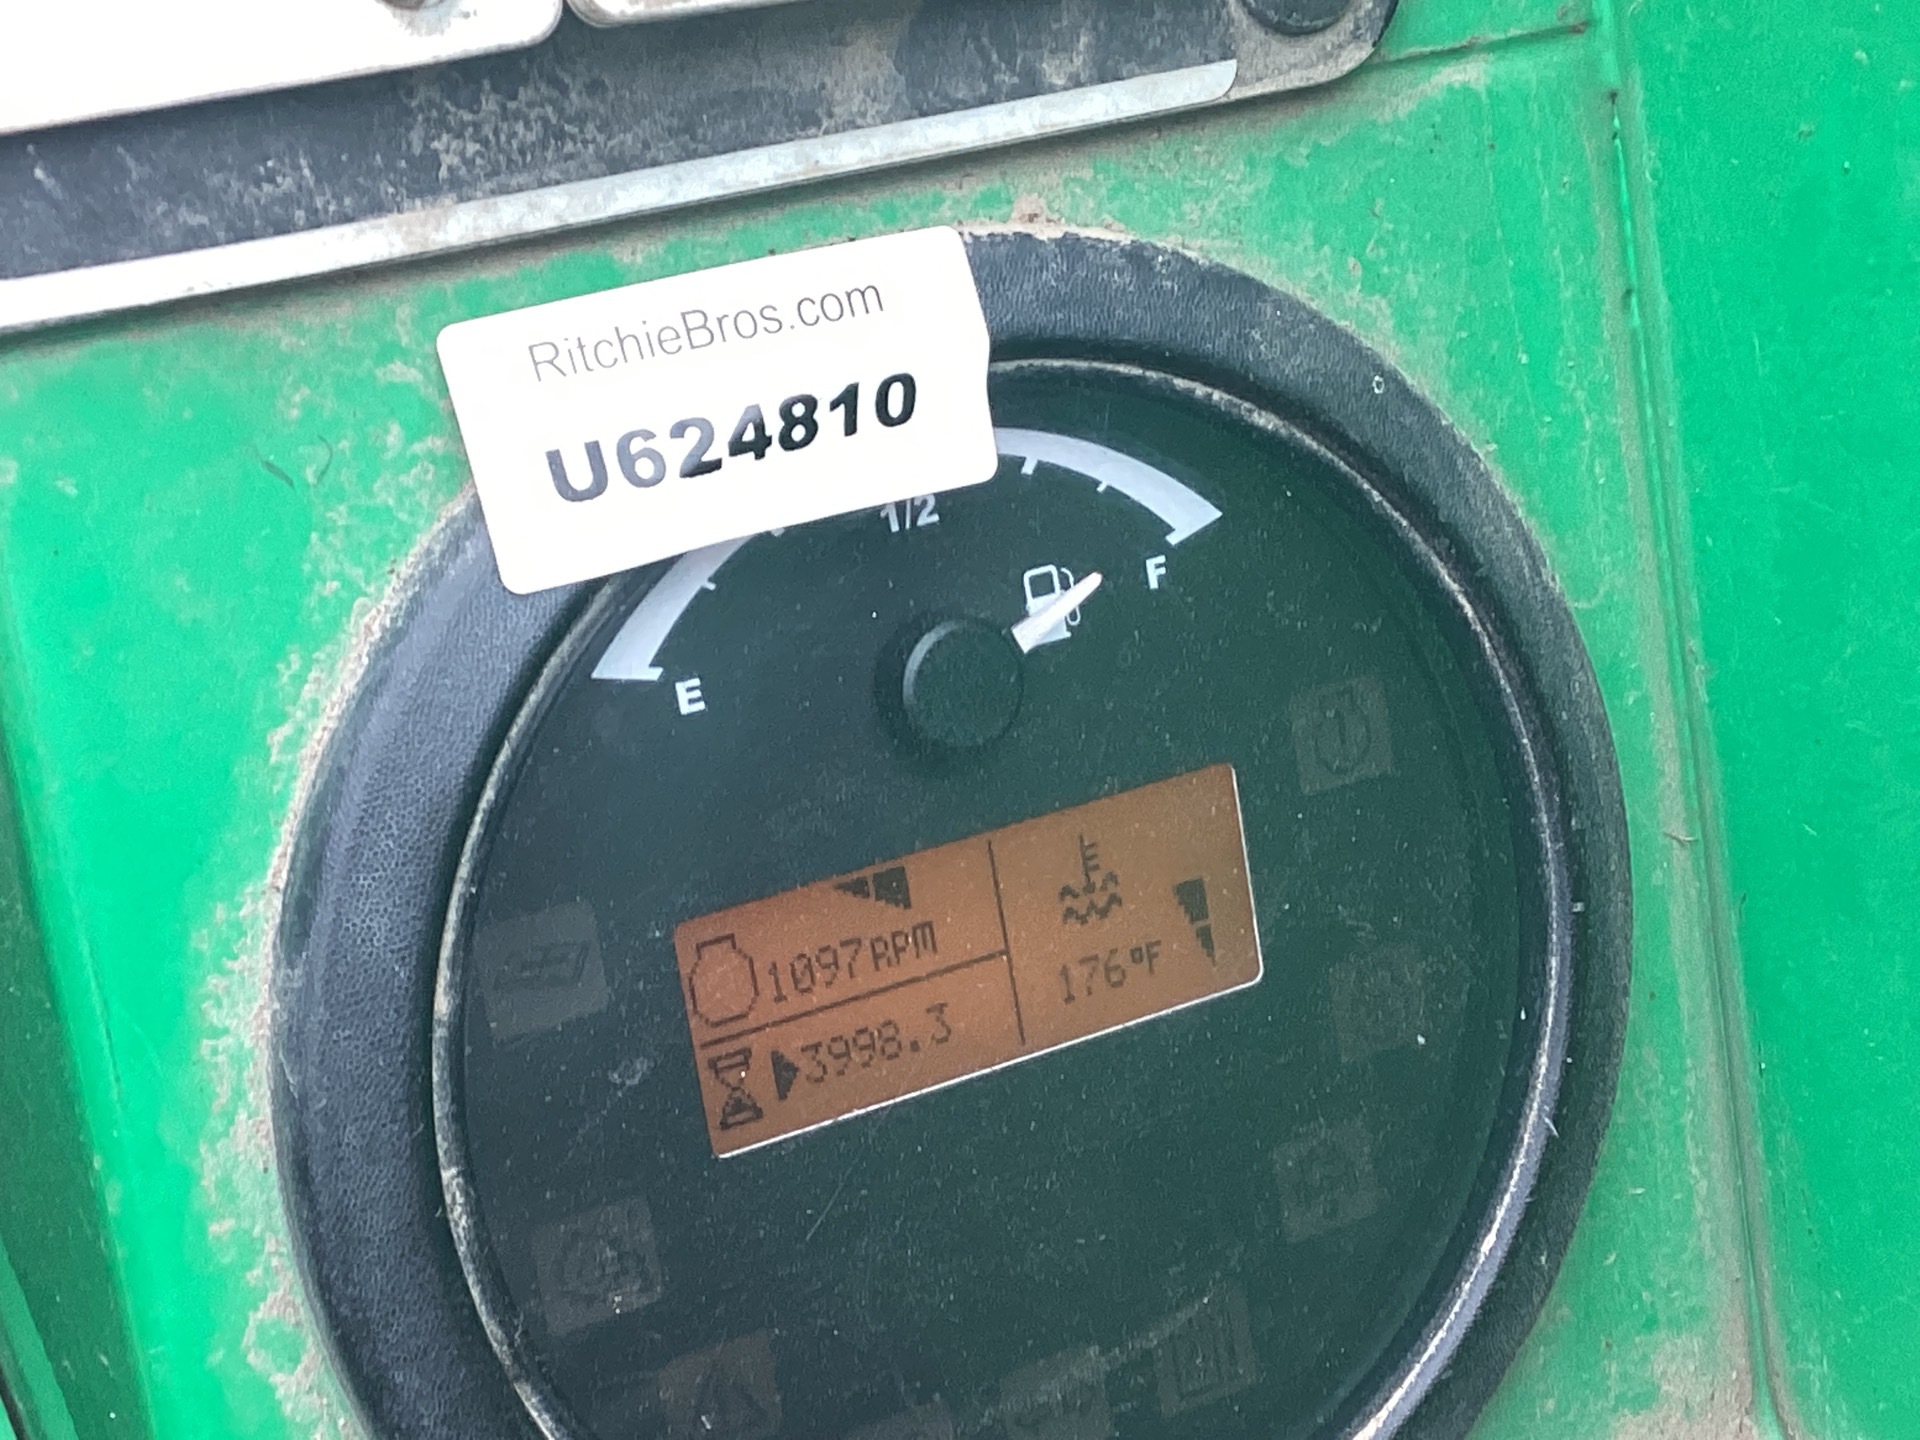 RitchieBros.com
U624810
1/2
E
F
1097RPM
176°F
3998.3